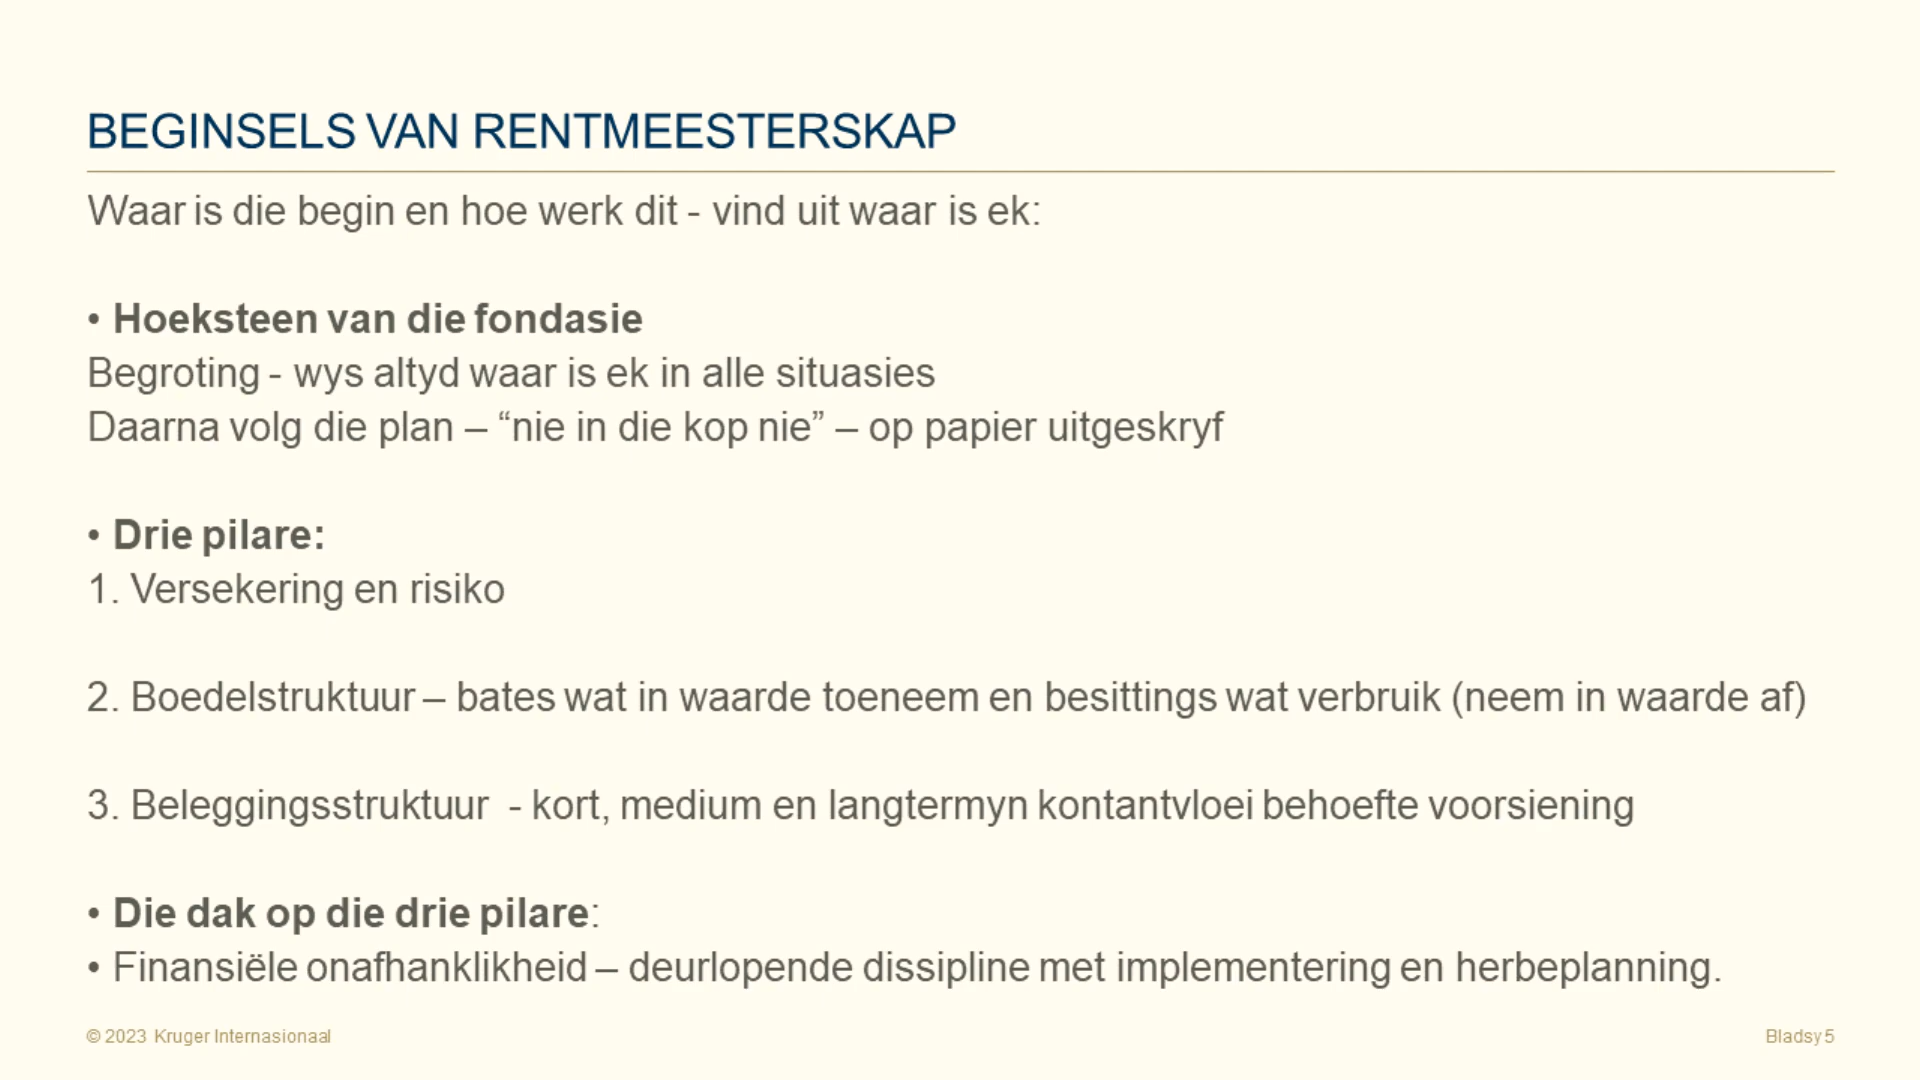 BEGINSELS VAN RENTMEESTERSKAP
Waar is die begin en hoe werk dit - vind uit waar is ek:
• Hoeksteen van die fondasie
Begroting - wys altyd waar is ek in alle situasies
Daarna volg die plan – “nie in die kop nie” – op papier uitgeskryf
• Drie pilare:
1. Versekering en risiko
2. Boedelstruktuur – bates wat in waarde toeneem en besittings wat verbruik (neem in waarde af)
3. Beleggingsstruktuur  - kort, medium en langtermyn kontantvloei behoefte voorsiening
• Die dak op die drie pilare:
• Finansiële onafhanklikheid – deurlopende dissipline met implementering en herbeplanning.
© 2023 Kruger Internasionaal
Bladsy 5